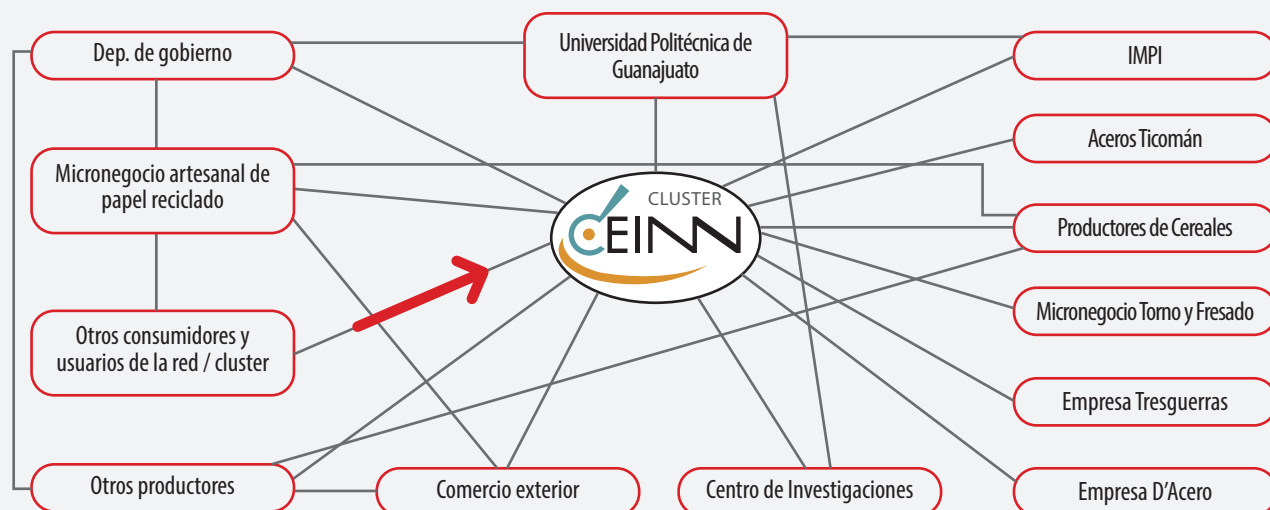 Dep. de gobierno
Universidad Politécnica de
Guanajuato
IMPI
Aceros Ticomán
Micronegocio artesanal de
papel reciclado
CLUSTER
CEINN
Productores de Cereales
Micronegocio Torno y Fresado
Otros consumidores y
usuarios de la red / cluster
Empresa Tresguerras
Otros productores
Comercio exterior
Centro de Investigaciones
Empresa D’Acero